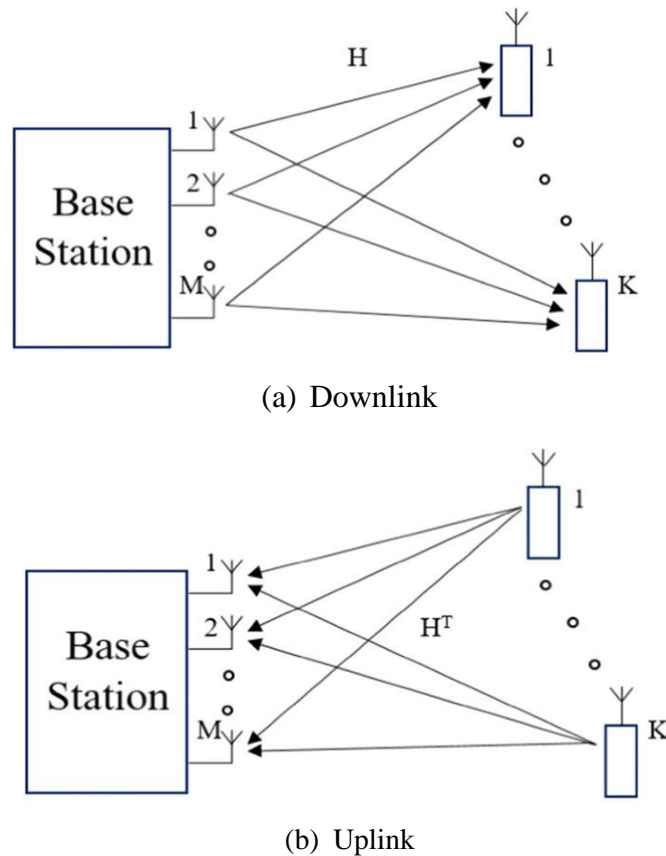 H
1
1
2
Base
Station
M
K
(a) Downlink
1
1
2
H^T
Base
Station
M
K
(b) Uplink